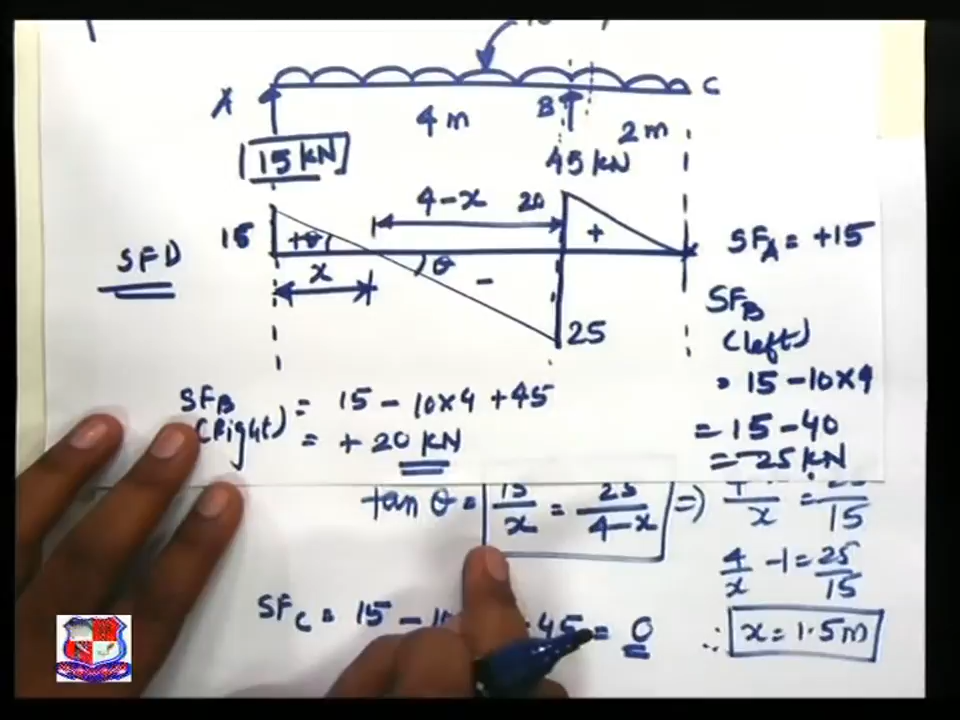 A
C
4 m
B
2 m
15 kN
45 kN
4-x
20
15
+θ
+
SFA = +15
SFD
x
θ
-
SFB
(left)
25
= 15-10×4
SFB
(Right)
= 15-10×4+45
= +20 kN
= 15-40
= -25 kN
tan θ = 15/x = 25/4-x =>
4/x -1 = 25/15
SFC = 15-
45 = 0
∴ x = 1.5m